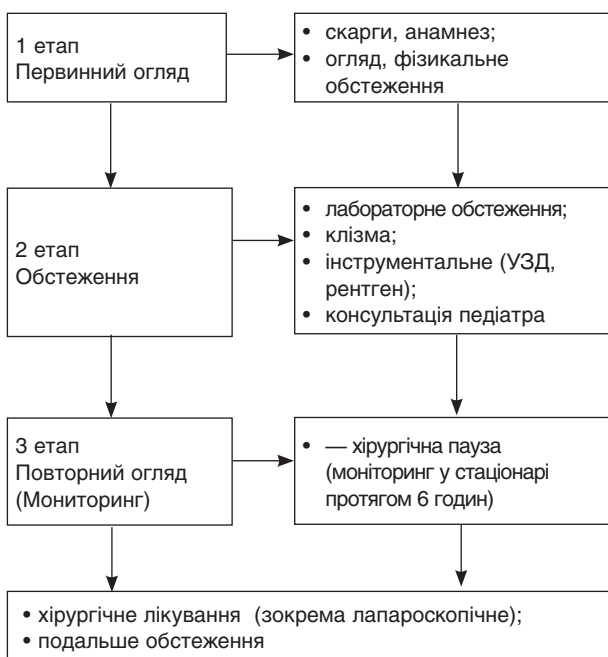 1 етап
Первинний огляд
• скарги, анамнез;
• огляд, фізикальне
обстеження
2 етап
Обстеження
• лабораторне обстеження;
• клізма;
• інструментальне (УЗД,
рентген);
• консультація педіатра
3 етап
Повторний огляд
(Мониторинг)
• — хірургічна пауза
(моніторинг у стаціонарі
протягом 6 годин)
• хірургічне лікування (зокрема лапароскопічне);
• подальше обстеження